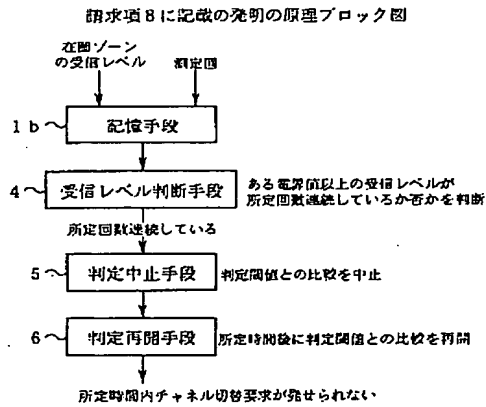 請求項8に記載の発明の原理ブロック図
在圏ゾーン
の受信レベル
測定回
1b
記憶手段
4
受信レベル判断手段
ある電界値以上の受信レベルが
所定回数連続しているか否かを判断
所定回数連続している
5
判定中止手段
判定閾値との比較を中止
6
判定再開手段
所定時間後に判定閾値との比較を再開
所定時間内チャネル切替要求が発せられない